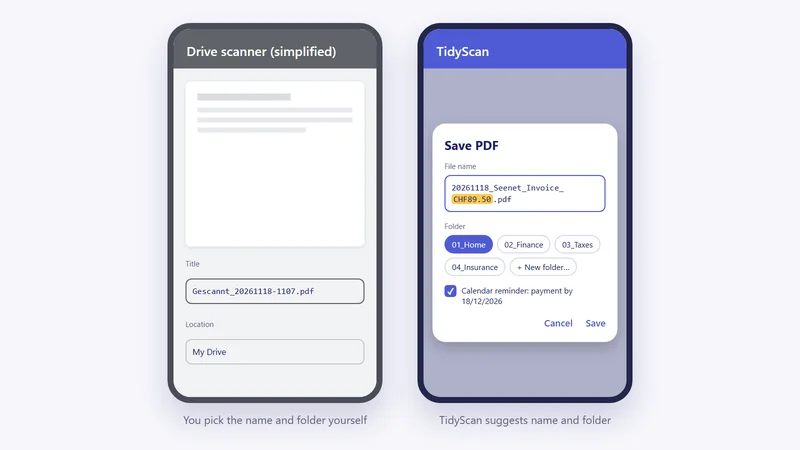 Drive scanner (simplified)
Title
Gescannt_20261118-1107.pdf
Location
My Drive
You pick the name and folder yourself
TidyScan
Save PDF
File name
20261118_Seenet_Invoice_
CHF89.50.pdf
Folder
01_Home 02_Finance 03_Taxes
04_Insurance + New folder…
Calendar reminder: payment by
18/12/2026
Cancel Save
TidyScan suggests name and folder